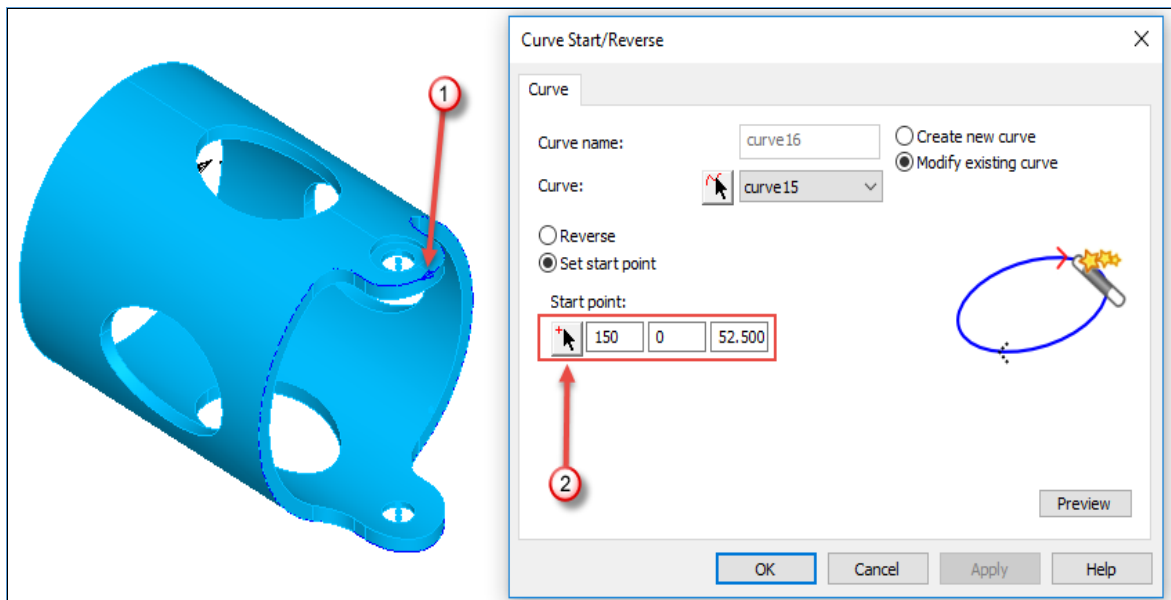 Curve Start/Reverse
Curve
Curve name:
curve16
Create new curve
Modify existing curve
Curve:
curve15
Reverse
Set start point
Start point:
150
0
52.500
1
2
Preview
OK
Cancel
Apply
Help